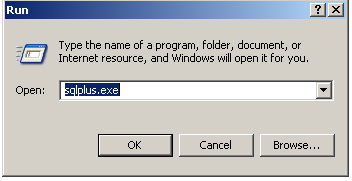 Run
Type the name of a program, folder, document, or
Internet resource, and Windows will open it for you.
Open: sqlplus.exe
OK Cancel Browse...